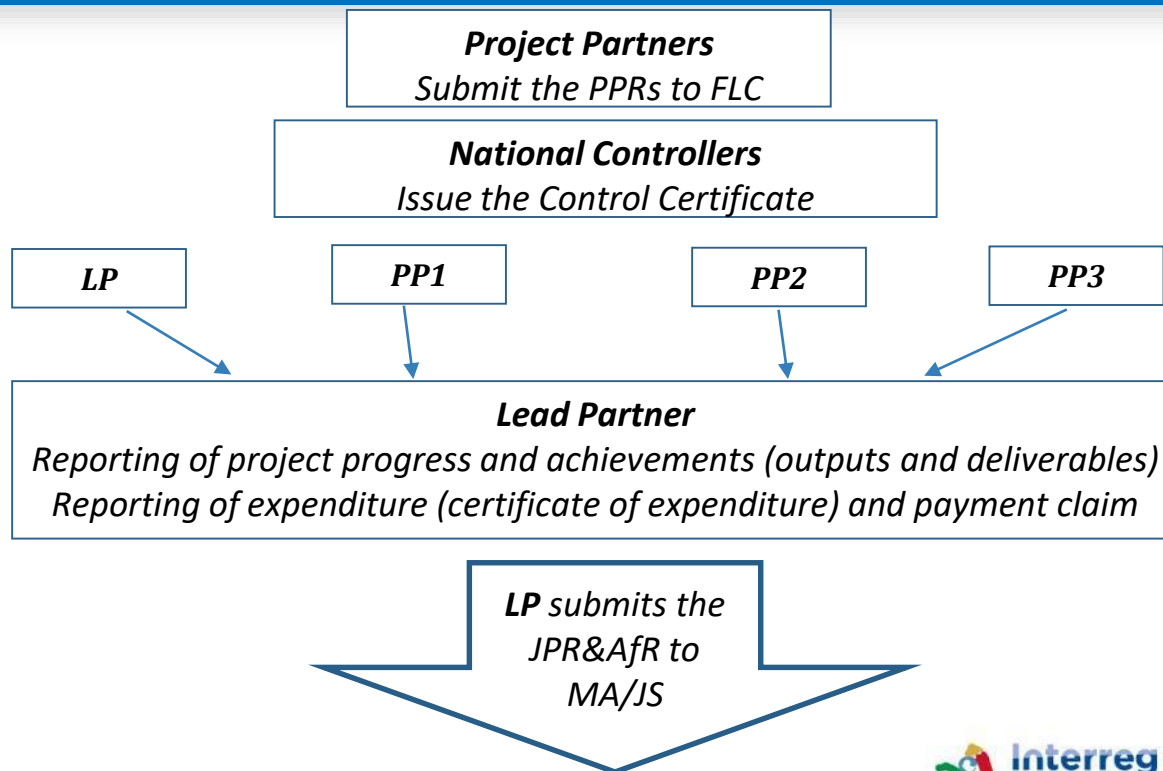 Project Partners
Submit the PPRs to FLC
National Controllers
Issue the Control Certificate
LP
PP1
PP2
PP3
Lead Partner
Reporting of project progress and achievements (outputs and deliverables)
Reporting of expenditure (certificate of expenditure) and payment claim
LP submits the
JPR&AfR to
MA/JS
Interreg